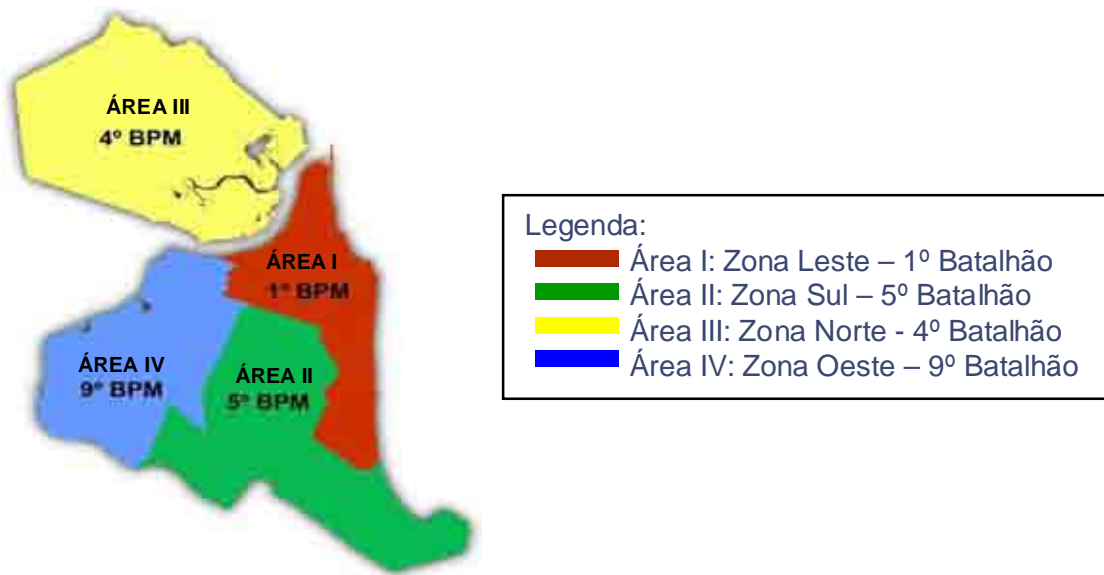 ÁREA III
4º BPM
ÁREA I
1º BPM
ÁREA IV
9º BPM
ÁREA II
5º BPM
Legenda:
Área I: Zona Leste – 1º Batalhão
Área II: Zona Sul – 5º Batalhão
Área III: Zona Norte - 4º Batalhão
Área IV: Zona Oeste – 9º Batalhão